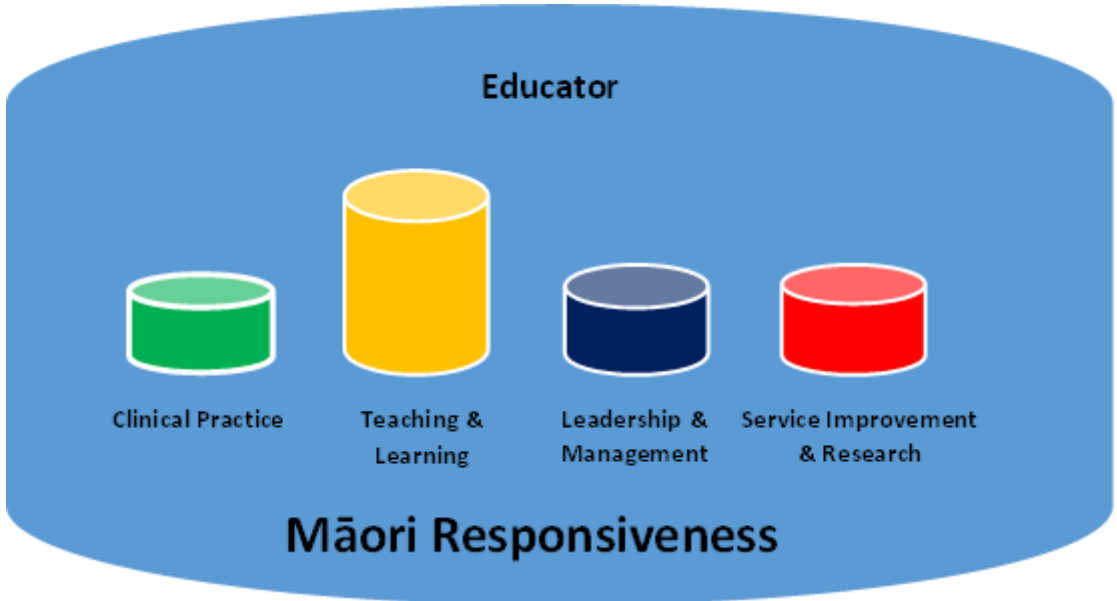 Educator
Clinical Practice
Teaching &
Learning
Leadership &
Management
Service Improvement
& Research
Māori Responsiveness